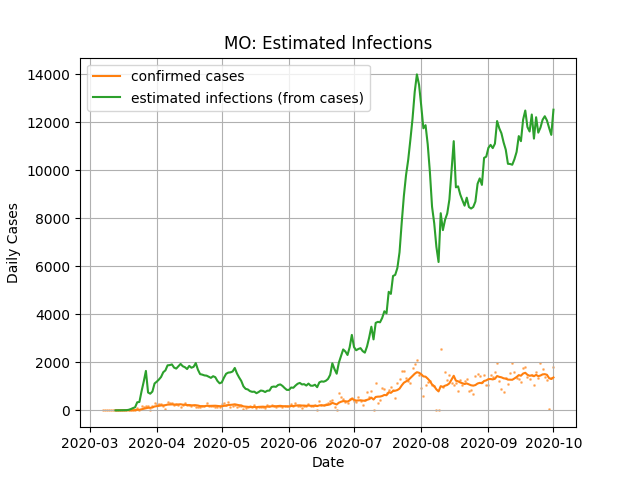 MO: Estimated Infections
confirmed cases
estimated infections (from cases)
14000
12000
10000
8000
6000
4000
2000
0
Daily Cases
2020-03 2020-04 2020-05 2020-06 2020-07 2020-08 2020-09 2020-10
Date